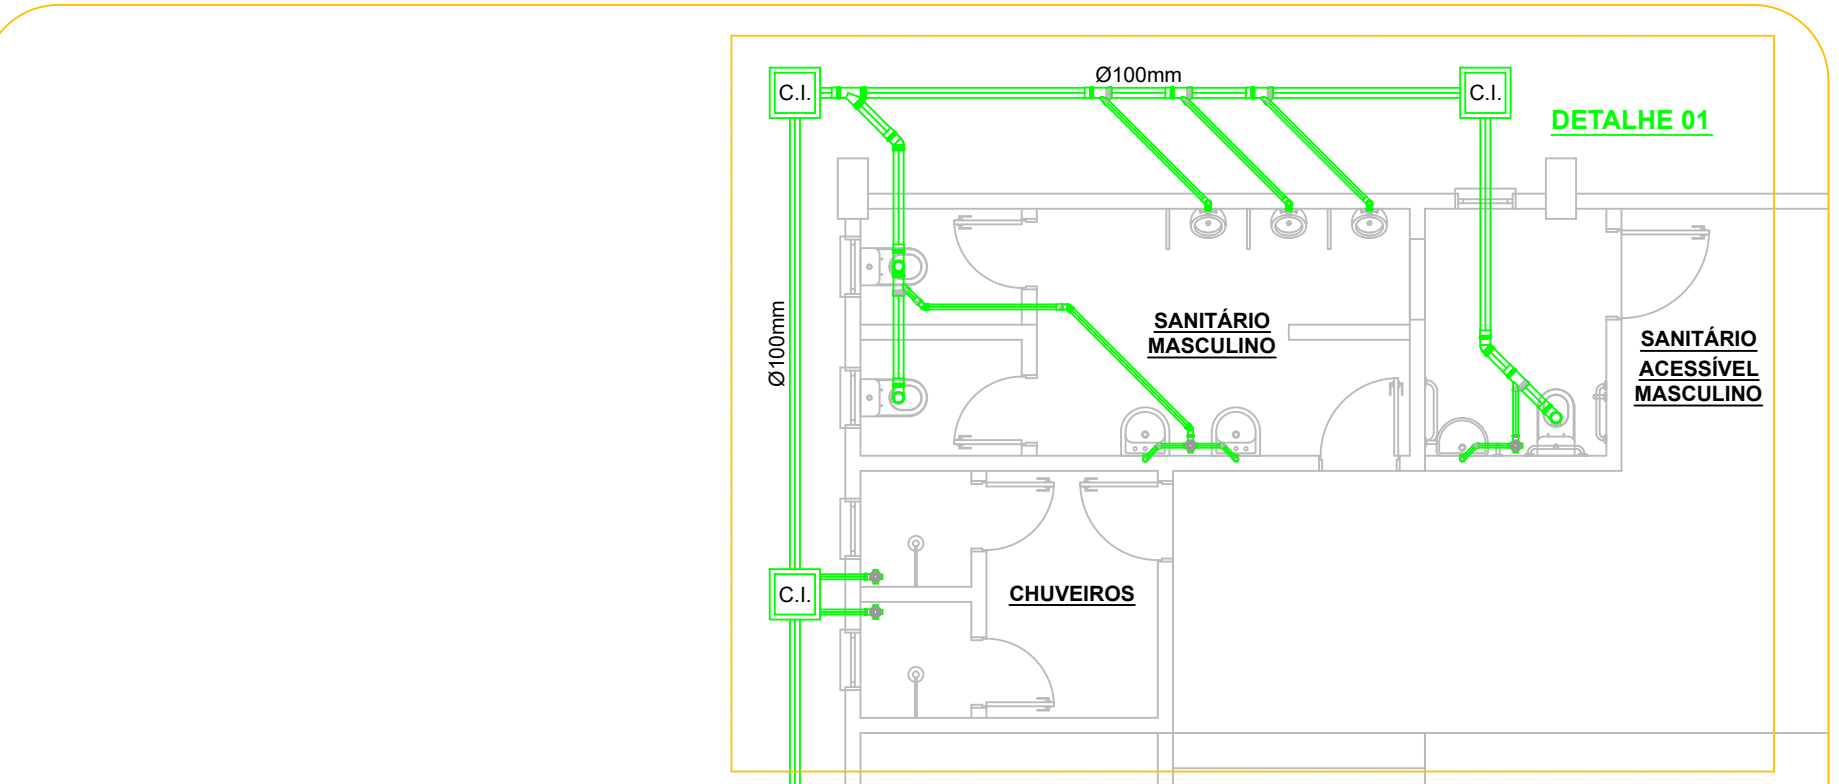 Ø100mm
C.I.
C.I.
DETALHE 01
Ø100mm
SANITÁRIO
MASCULINO
SANITÁRIO
ACESSÍVEL
MASCULINO
C.I.
CHUVEIROS